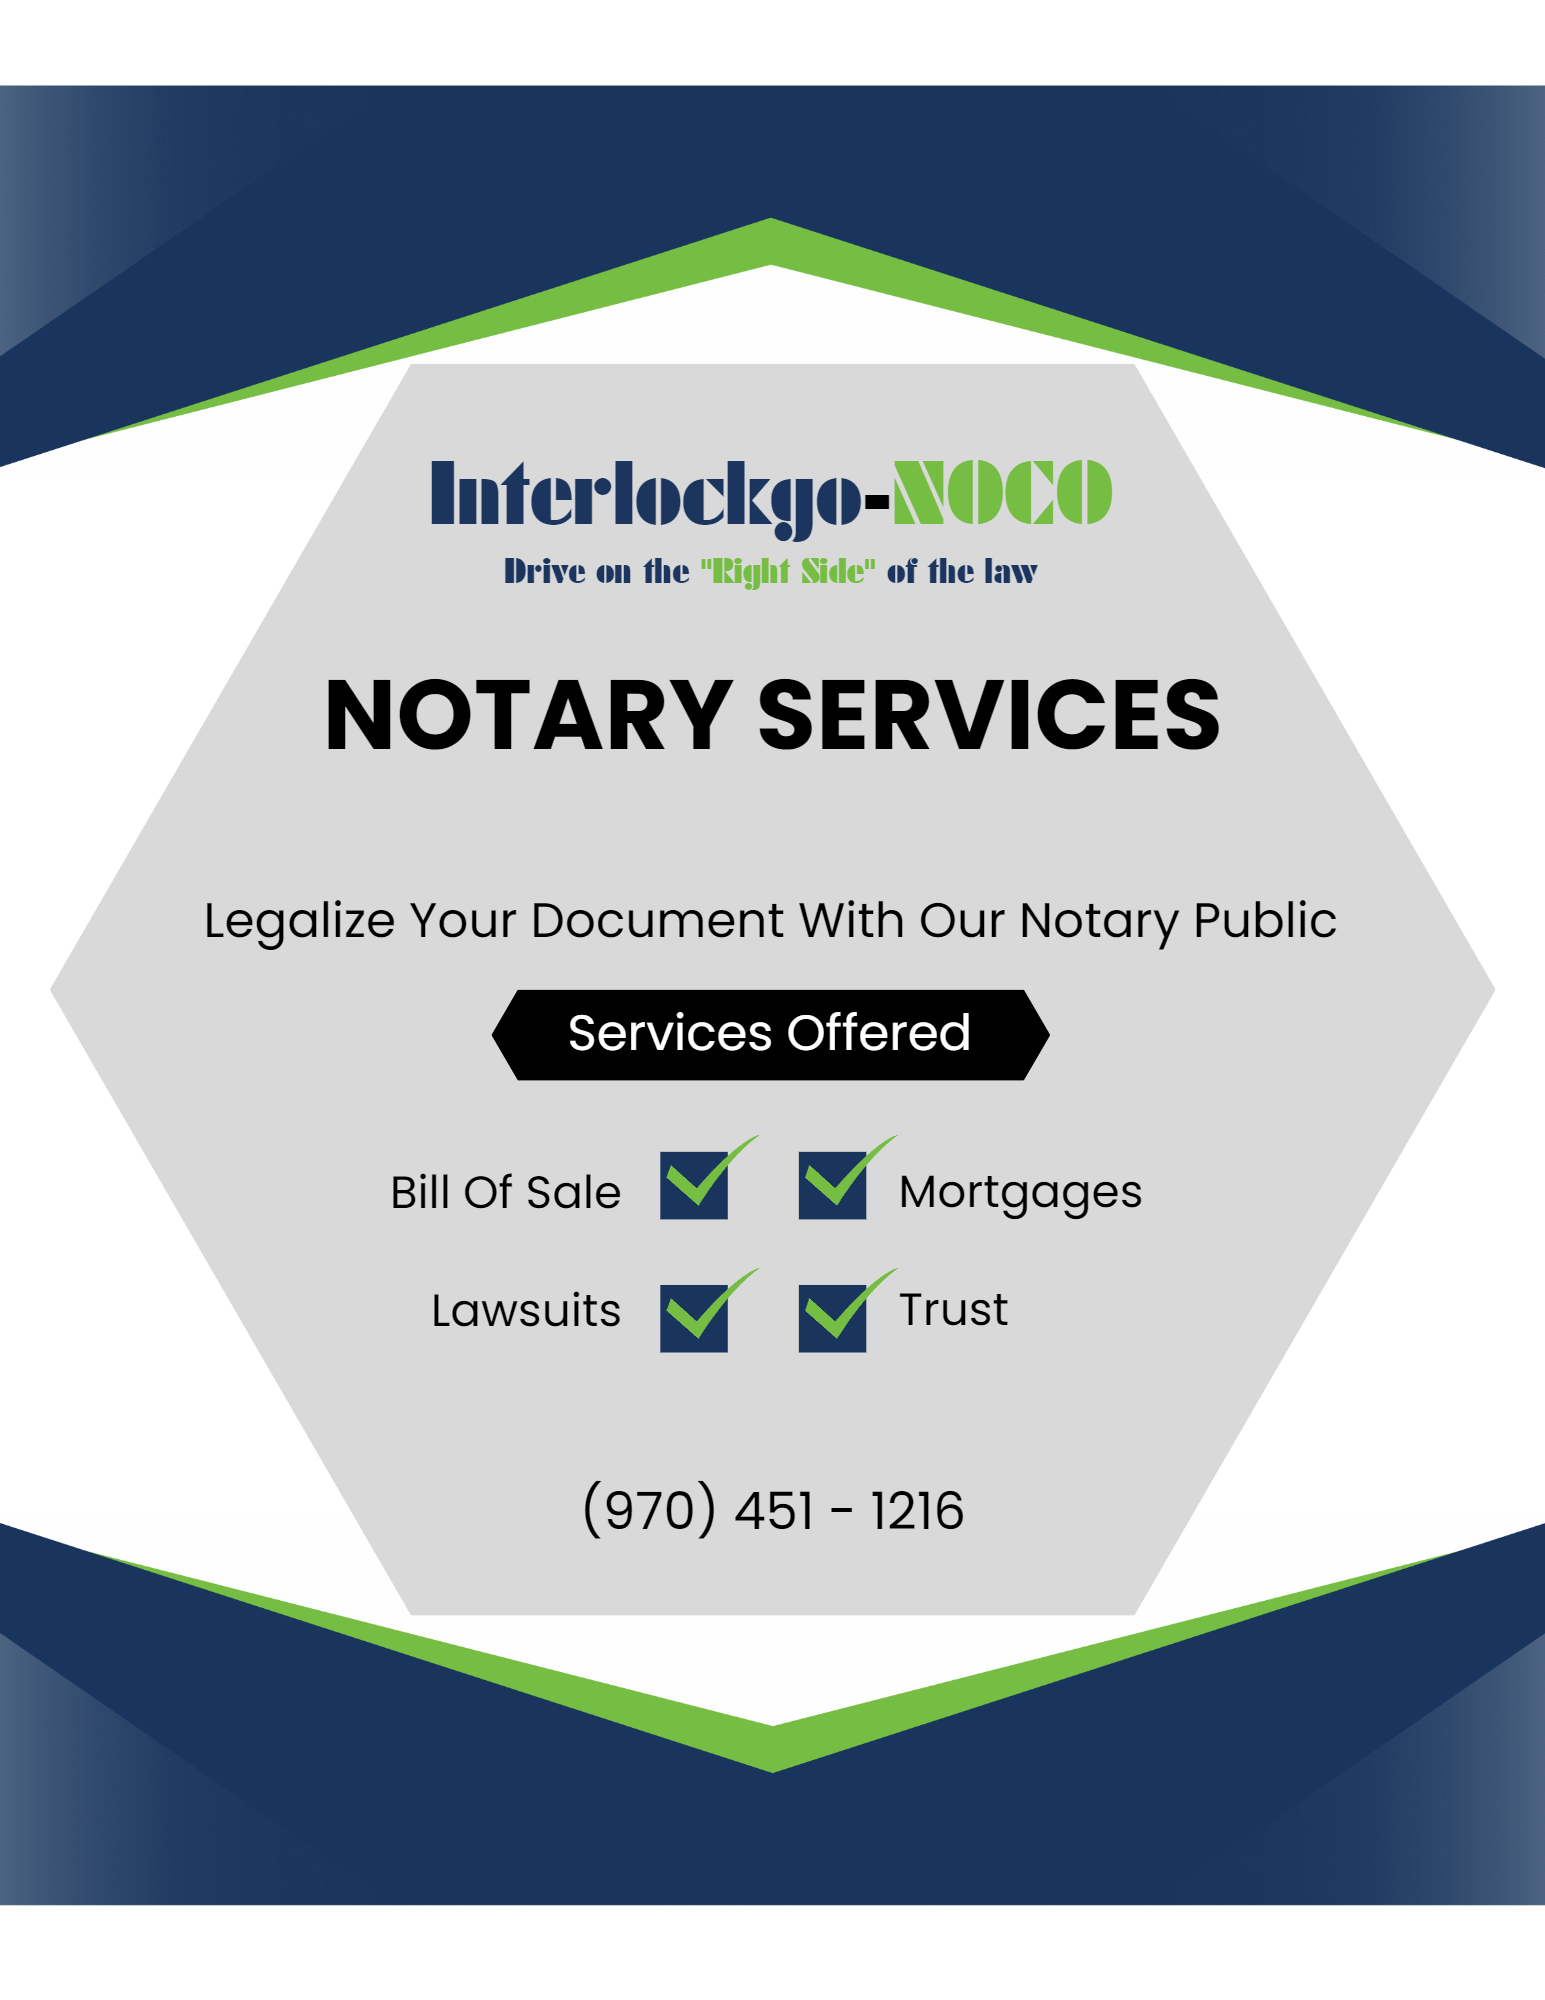 Interlockgo-NOCO
Drive on the "Right Side" of the law
NOTARY SERVICES
Legalize Your Document With Our Notary Public
Services Offered
Bill Of Sale
Mortgages
Lawsuits
Trust
(970) 451 - 1216